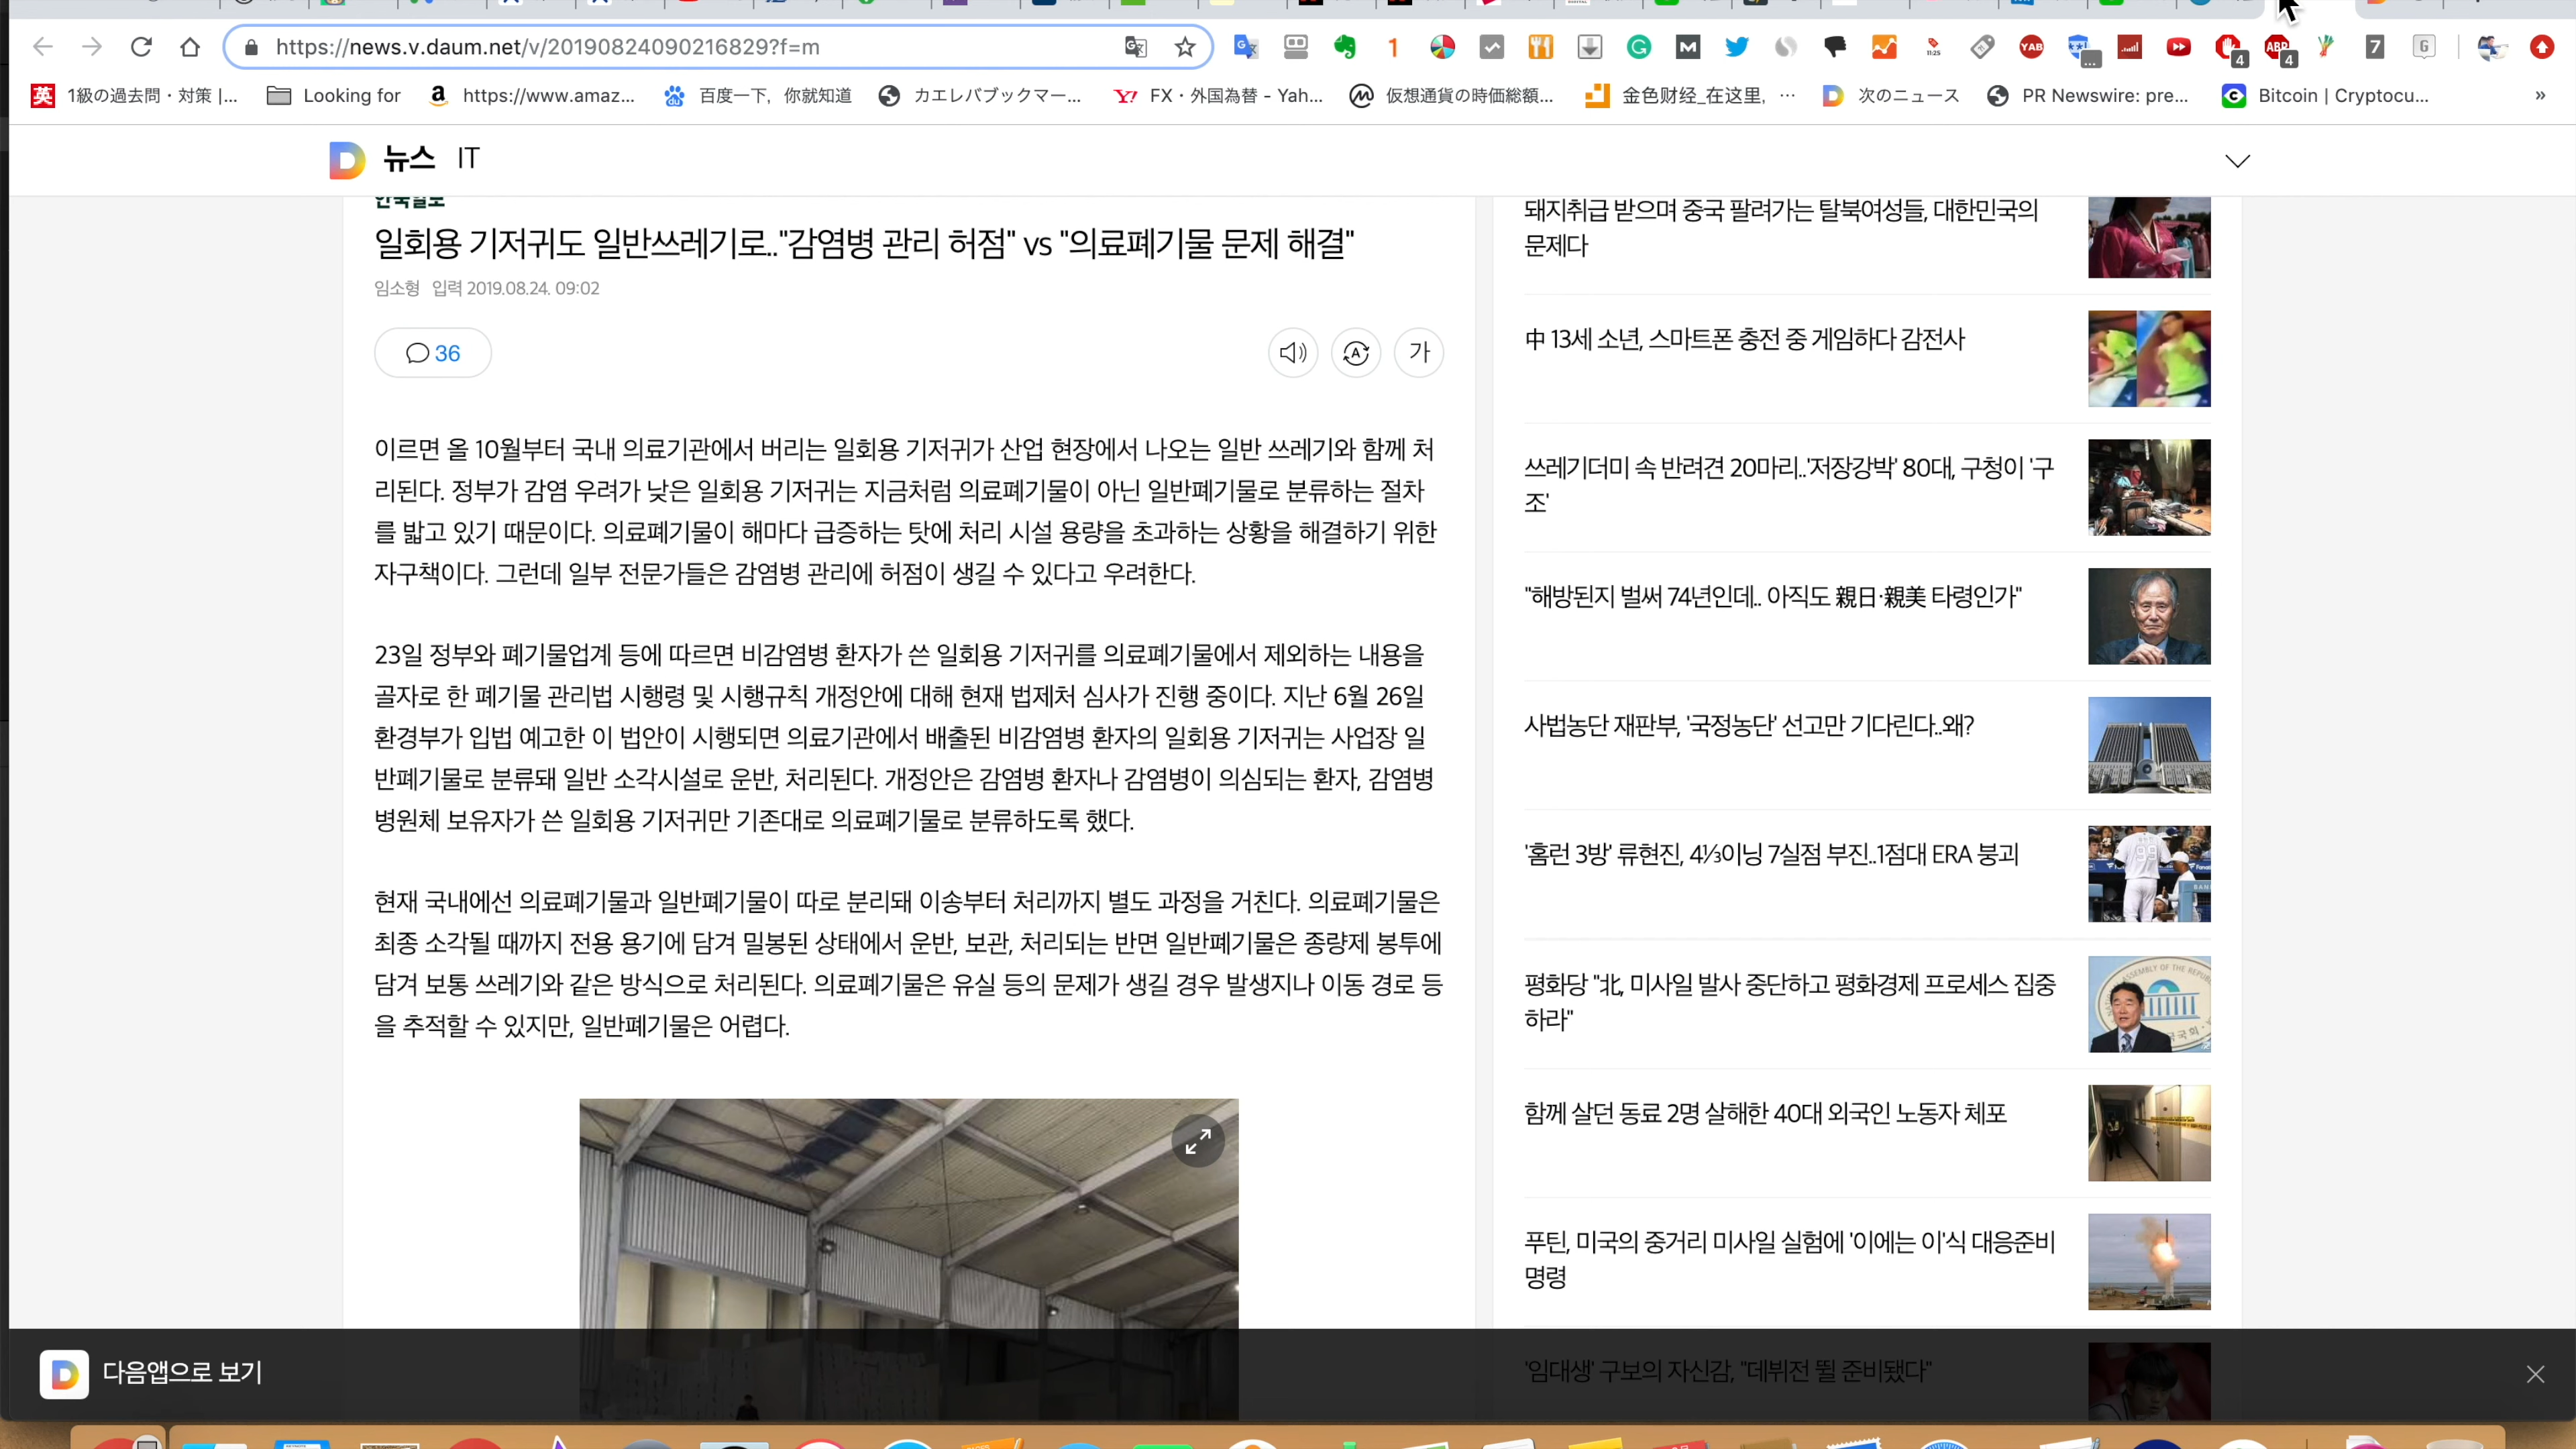 https://news.v.daum.net/v/20190824090216829?f=m
1
11:25
YAB
...
4
ABP
4
7
G
英 1級の過去問・対策 |...
Looking for
https://www.amaz...
百度一下，你就知道
カエレバブックマー...
FX・外国為替 - Yah...
仮想通貨の時価総額...
金色财经_在这里, ...
次のニュース
PR Newswire: pre...
Bitcoin | Cryptocu...
»
뉴스 IT
한국일보
일회용 기저귀도 일반쓰레기로.."감염병 관리 허점" vs "의료폐기물 문제 해결"
임소형 입력 2019.08.24. 09:02
36
가
이르면 올 10월부터 국내 의료기관에서 버리는 일회용 기저귀가 산업 현장에서 나오는 일반 쓰레기와 함께 처
리된다. 정부가 감염 우려가 낮은 일회용 기저귀는 지금처럼 의료폐기물이 아닌 일반폐기물로 분류하는 절차
를 밟고 있기 때문이다. 의료폐기물이 해마다 급증하는 탓에 처리 시설 용량을 초과하는 상황을 해결하기 위한
자구책이다. 그런데 일부 전문가들은 감염병 관리에 허점이 생길 수 있다고 우려한다.
23일 정부와 폐기물업계 등에 따르면 비감염병 환자가 쓴 일회용 기저귀를 의료폐기물에서 제외하는 내용을
골자로 한 폐기물 관리법 시행령 및 시행규칙 개정안에 대해 현재 법제처 심사가 진행 중이다. 지난 6월 26일
환경부가 입법 예고한 이 법안이 시행되면 의료기관에서 배출된 비감염병 환자의 일회용 기저귀는 사업장 일
반폐기물로 분류돼 일반 소각시설로 운반, 처리된다. 개정안은 감염병 환자나 감염병이 의심되는 환자, 감염병
병원체 보유자가 쓴 일회용 기저귀만 기존대로 의료폐기물로 분류하도록 했다.
현재 국내에선 의료폐기물과 일반폐기물이 따로 분리돼 이송부터 처리까지 별도 과정을 거친다. 의료폐기물은
최종 소각될 때까지 전용 용기에 담겨 밀봉된 상태에서 운반, 보관, 처리되는 반면 일반폐기물은 종량제 봉투에
담겨 보통 쓰레기와 같은 방식으로 처리된다. 의료폐기물은 유실 등의 문제가 생길 경우 발생지나 이동 경로 등
을 추적할 수 있지만, 일반폐기물은 어렵다.
돼지취급 받으며 중국 팔려가는 탈북여성들, 대한민국의
문제다
中 13세 소년, 스마트폰 충전 중 게임하다 감전사
쓰레기더미 속 반려견 20마리..'저장강박' 80대, 구청이 '구
조'
"해방된지 벌써 74년인데.. 아직도 親日·親美 타령인가"
사법농단 재판부, '국정농단' 선고만 기다린다..왜?
'홈런 3방' 류현진, 4⅓이닝 7실점 부진..1점대 ERA 붕괴
평화당 "北, 미사일 발사 중단하고 평화경제 프로세스 집중
하라"
함께 살던 동료 2명 살해한 40대 외국인 노동자 체포
푸틴, 미국의 중거리 미사일 실험에 '이에는 이'식 대응준비
명령
'임대생' 구보의 자신감, "데뷔전 뛸 준비됐다"
다음앱으로 보기